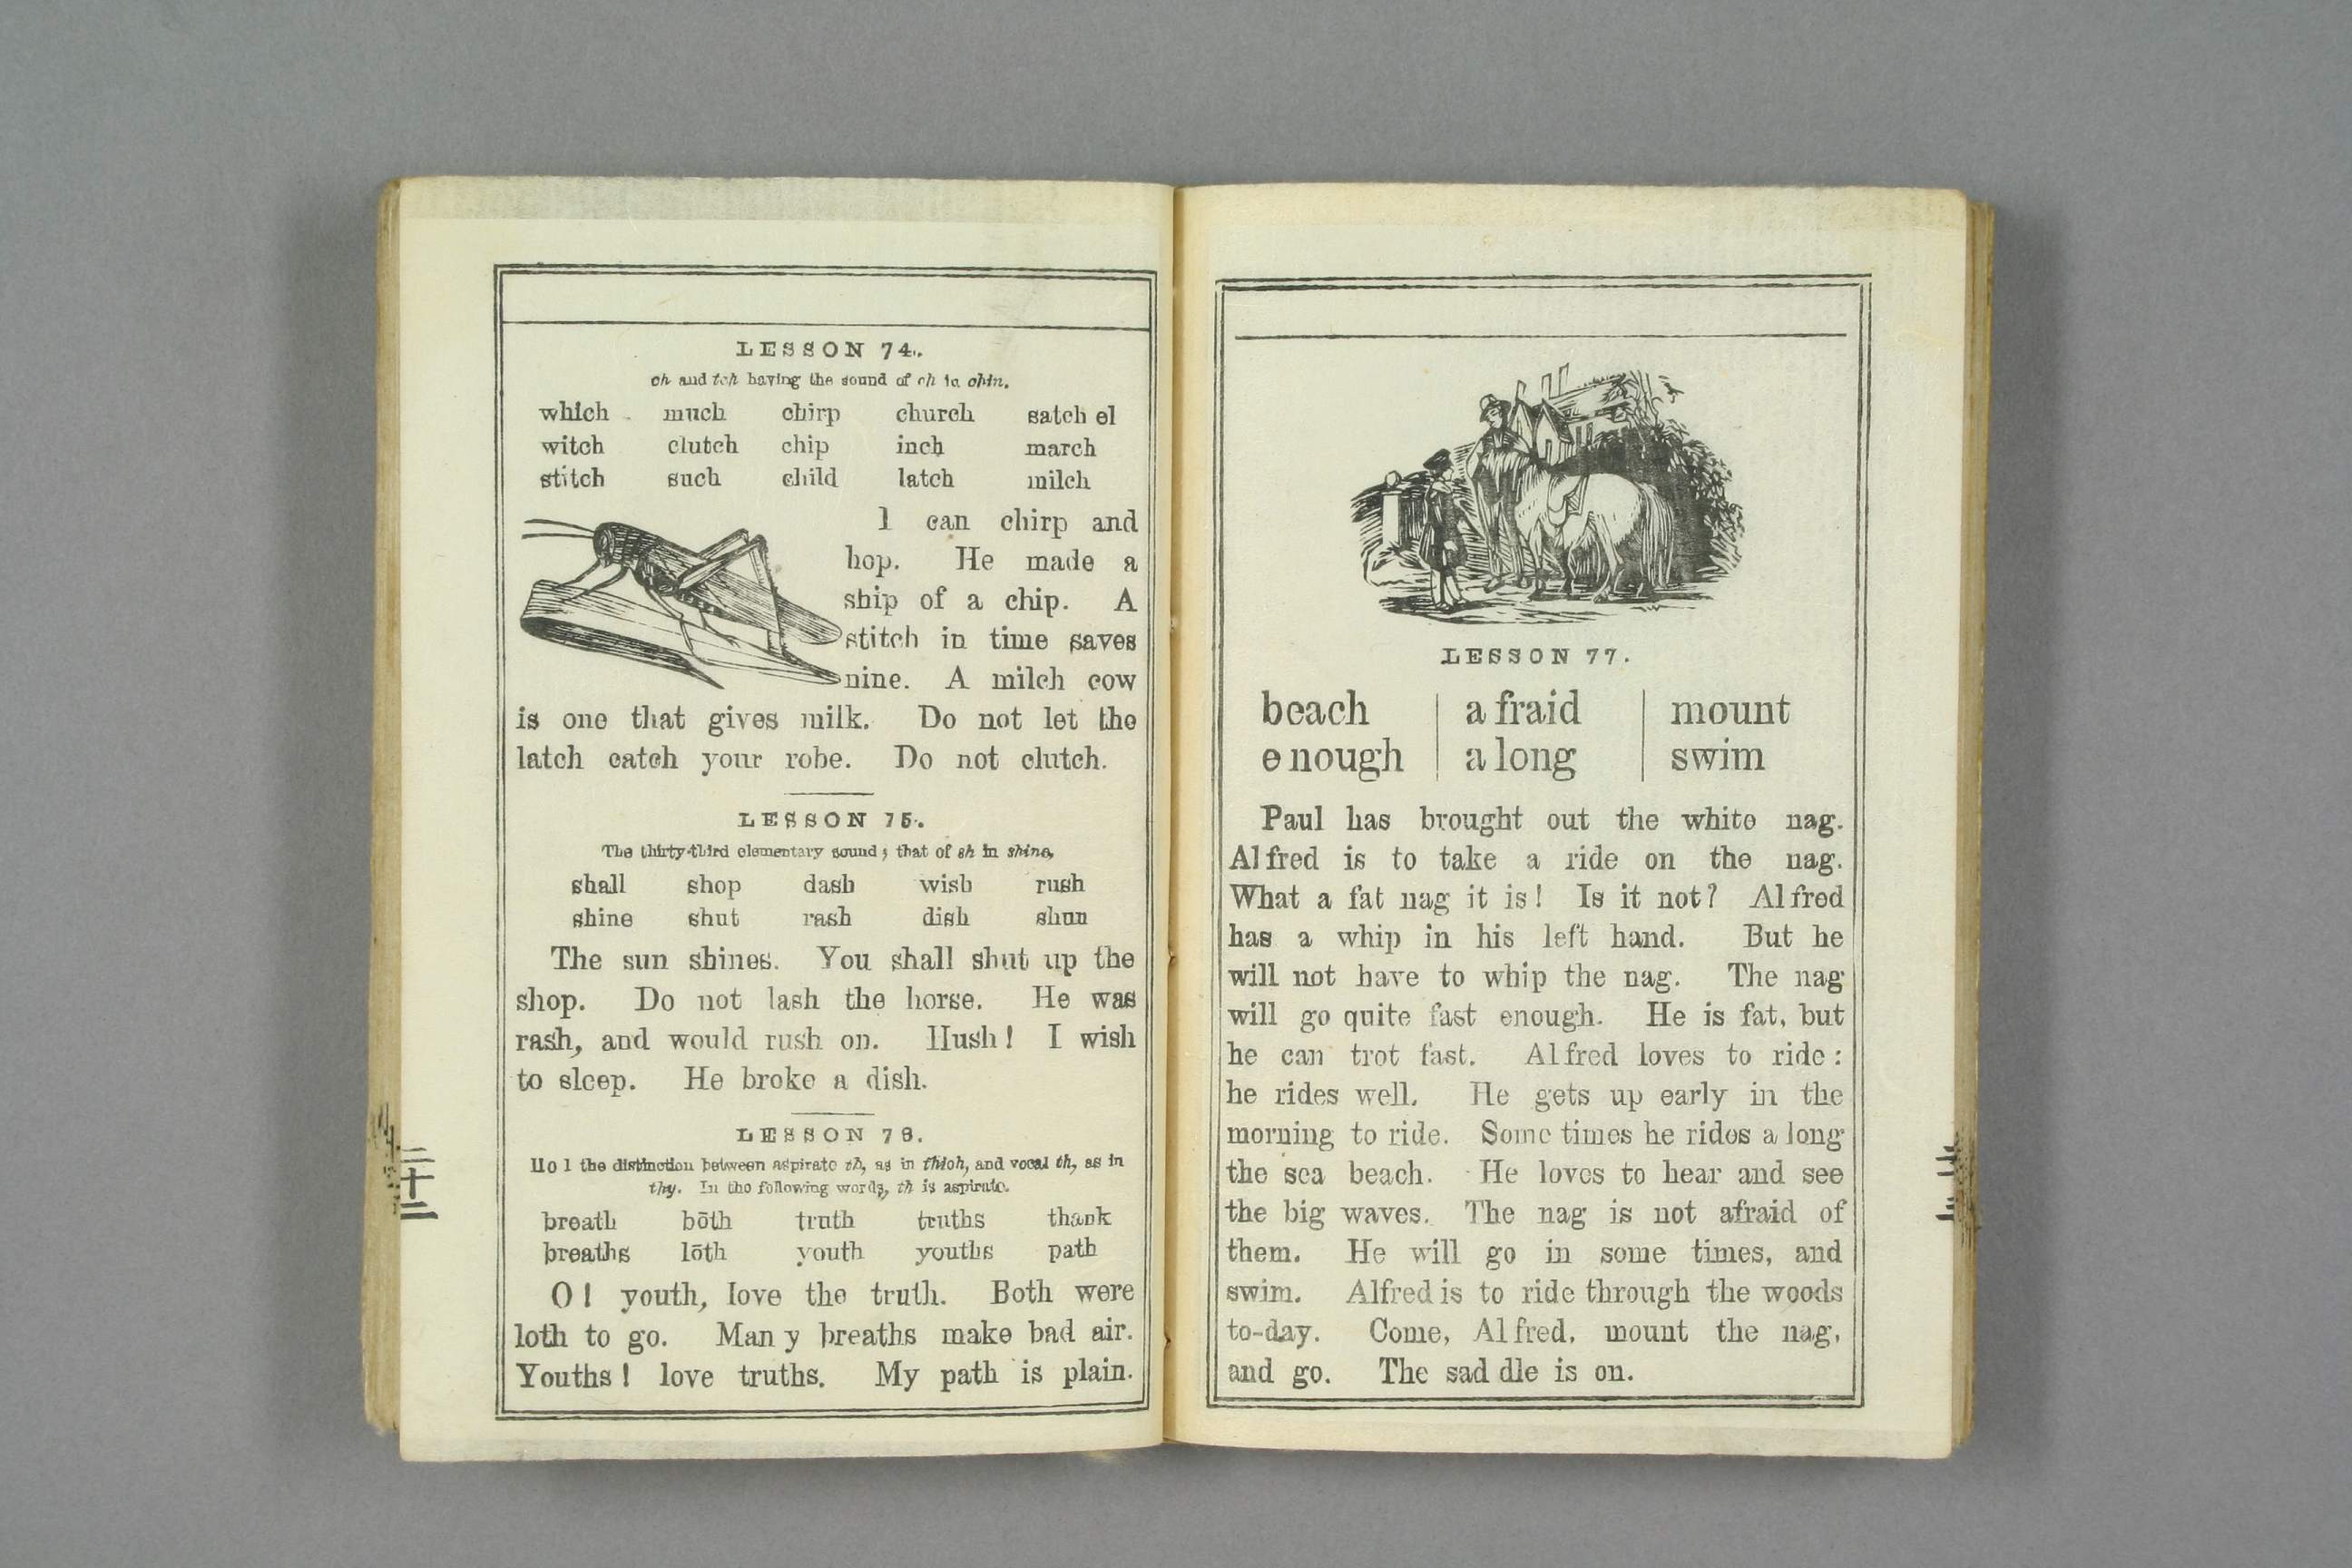 LESSON 74.
ch and tch having the sound of ch in chin.
which much chirp church satch el
witch clutch chip inch march
stitch such child latch milch
I can chirp and
hop. He made a
ship of a chip. A
stitch in time saves
nine. A milch cow
is one that gives milk. Do not let the
latch catch your robe. Do not clutch.
LESSON 75.
The thirty-third elementary sound; that of sh in shine.
shall shop dash wish rush
shine shut rash dish shun
The sun shines. You shall shut up the
shop. Do not lash the horse. He was
rash, and would rush on. Hush! I wish
to sleep. He broke a dish.
LESSON 76.
the distinction between aspirate th, as in thigh, and vocal th, as in
thy. In the following words, th is aspirate.
breath bōth truth truths thank
breaths lōth youth youths path
O! youth, love the truth. Both were
loth to go. Man y breaths make bad air.
Youths! love truths. My path is plain.
二十三
LESSON 77.
beach a fraid mount
e nough a long swim
Paul has brought out the white nag.
Al fred is to take a ride on the nag.
What a fat nag it is! Is it not? Al fred
has a whip in his left hand. But he
will not have to whip the nag. The nag
will go quite fast enough. He is fat, but
he can trot fast. Al fred loves to ride:
he rides well. He gets up early in the
morning to ride. Some times he rides a long
the sea beach. He loves to hear and see
the big waves. The nag is not afraid of
them. He will go in some times, and
swim. Alfred is to ride through the woods
to-day. Come, Al fred, mount the nag,
and go. The sad dle is on.